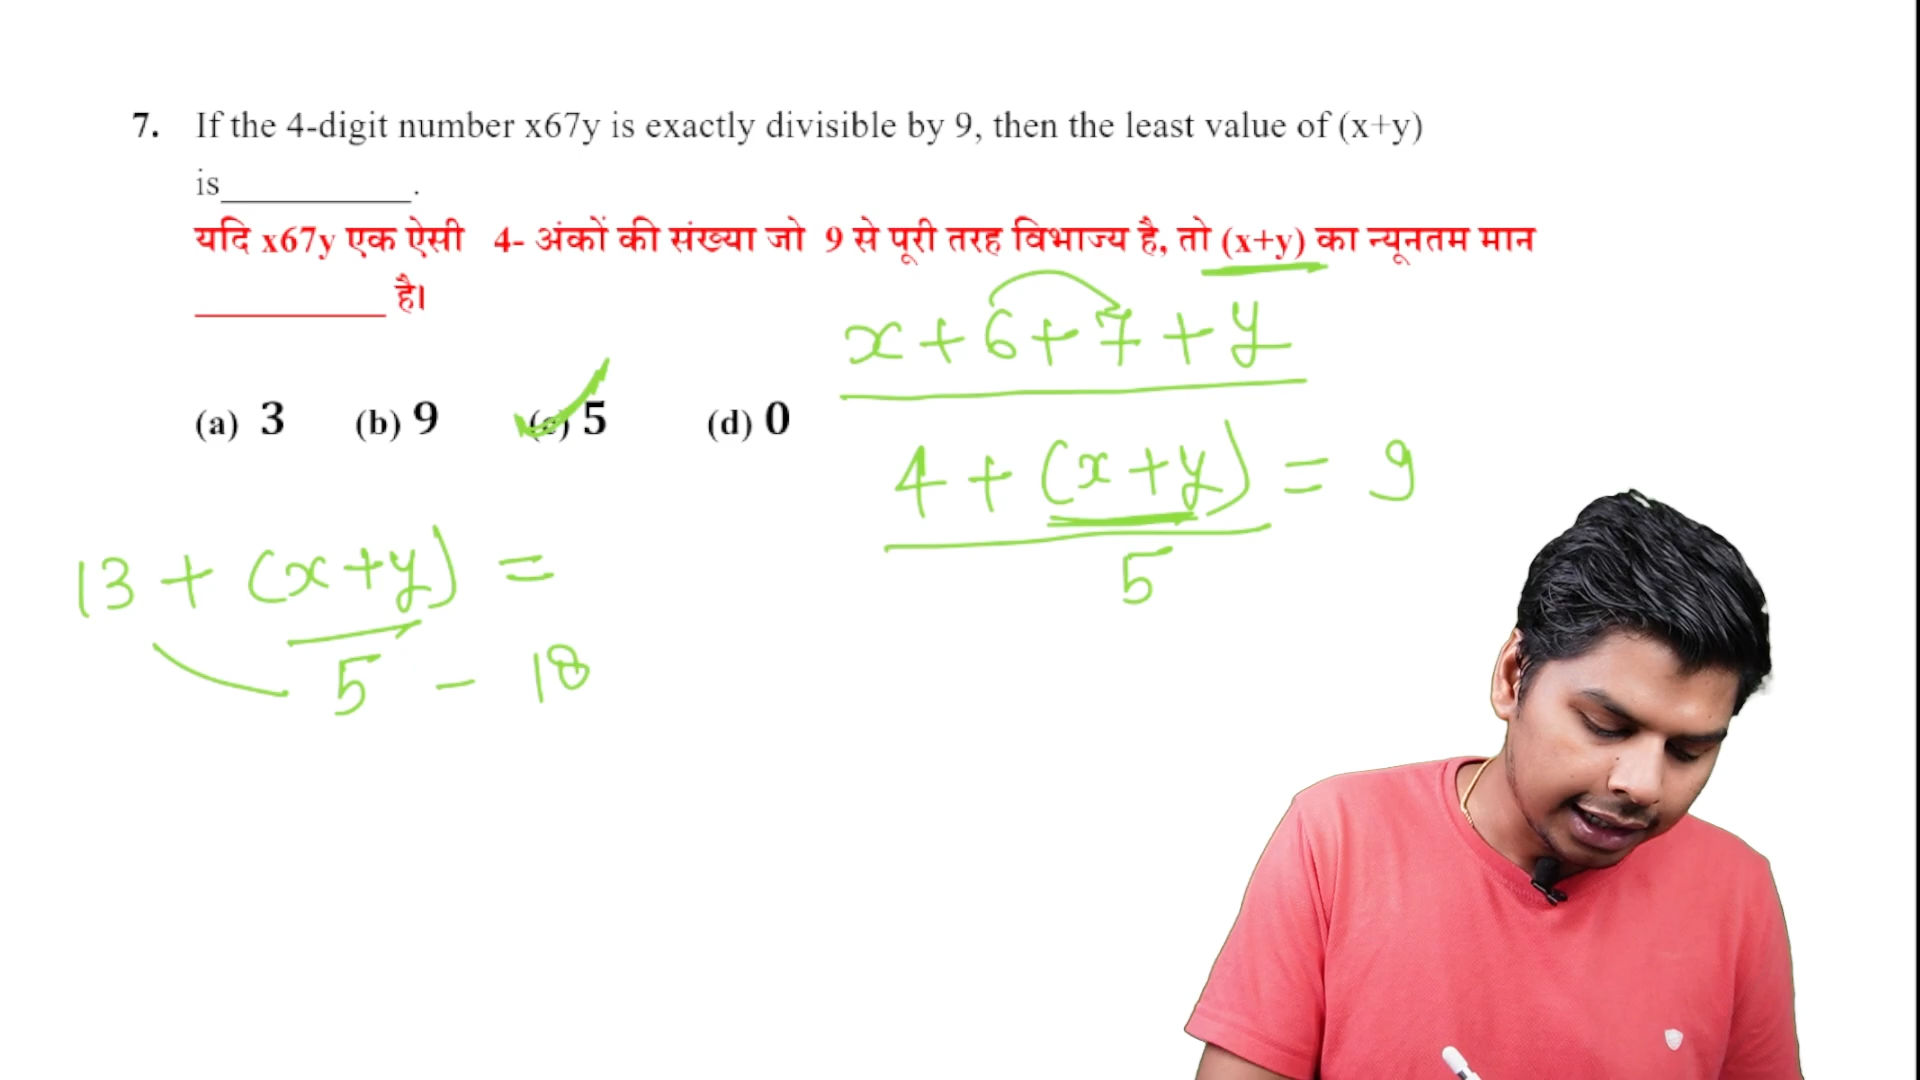 7. If the 4-digit number x67y is exactly divisible by 9, then the least value of (x+y)
is__________.
यदि x67y एक ऐसी 4- अंकों की संख्या जो 9 से पूरी तरह विभाज्य है, तो (x+y) का न्यूनतम मान
__________ है।
x+6+7+y
(a) 3 (b) 9 (c) 5 (d) 0
4+(x+y) = 9
5
13+(x+y) =
5 - 18